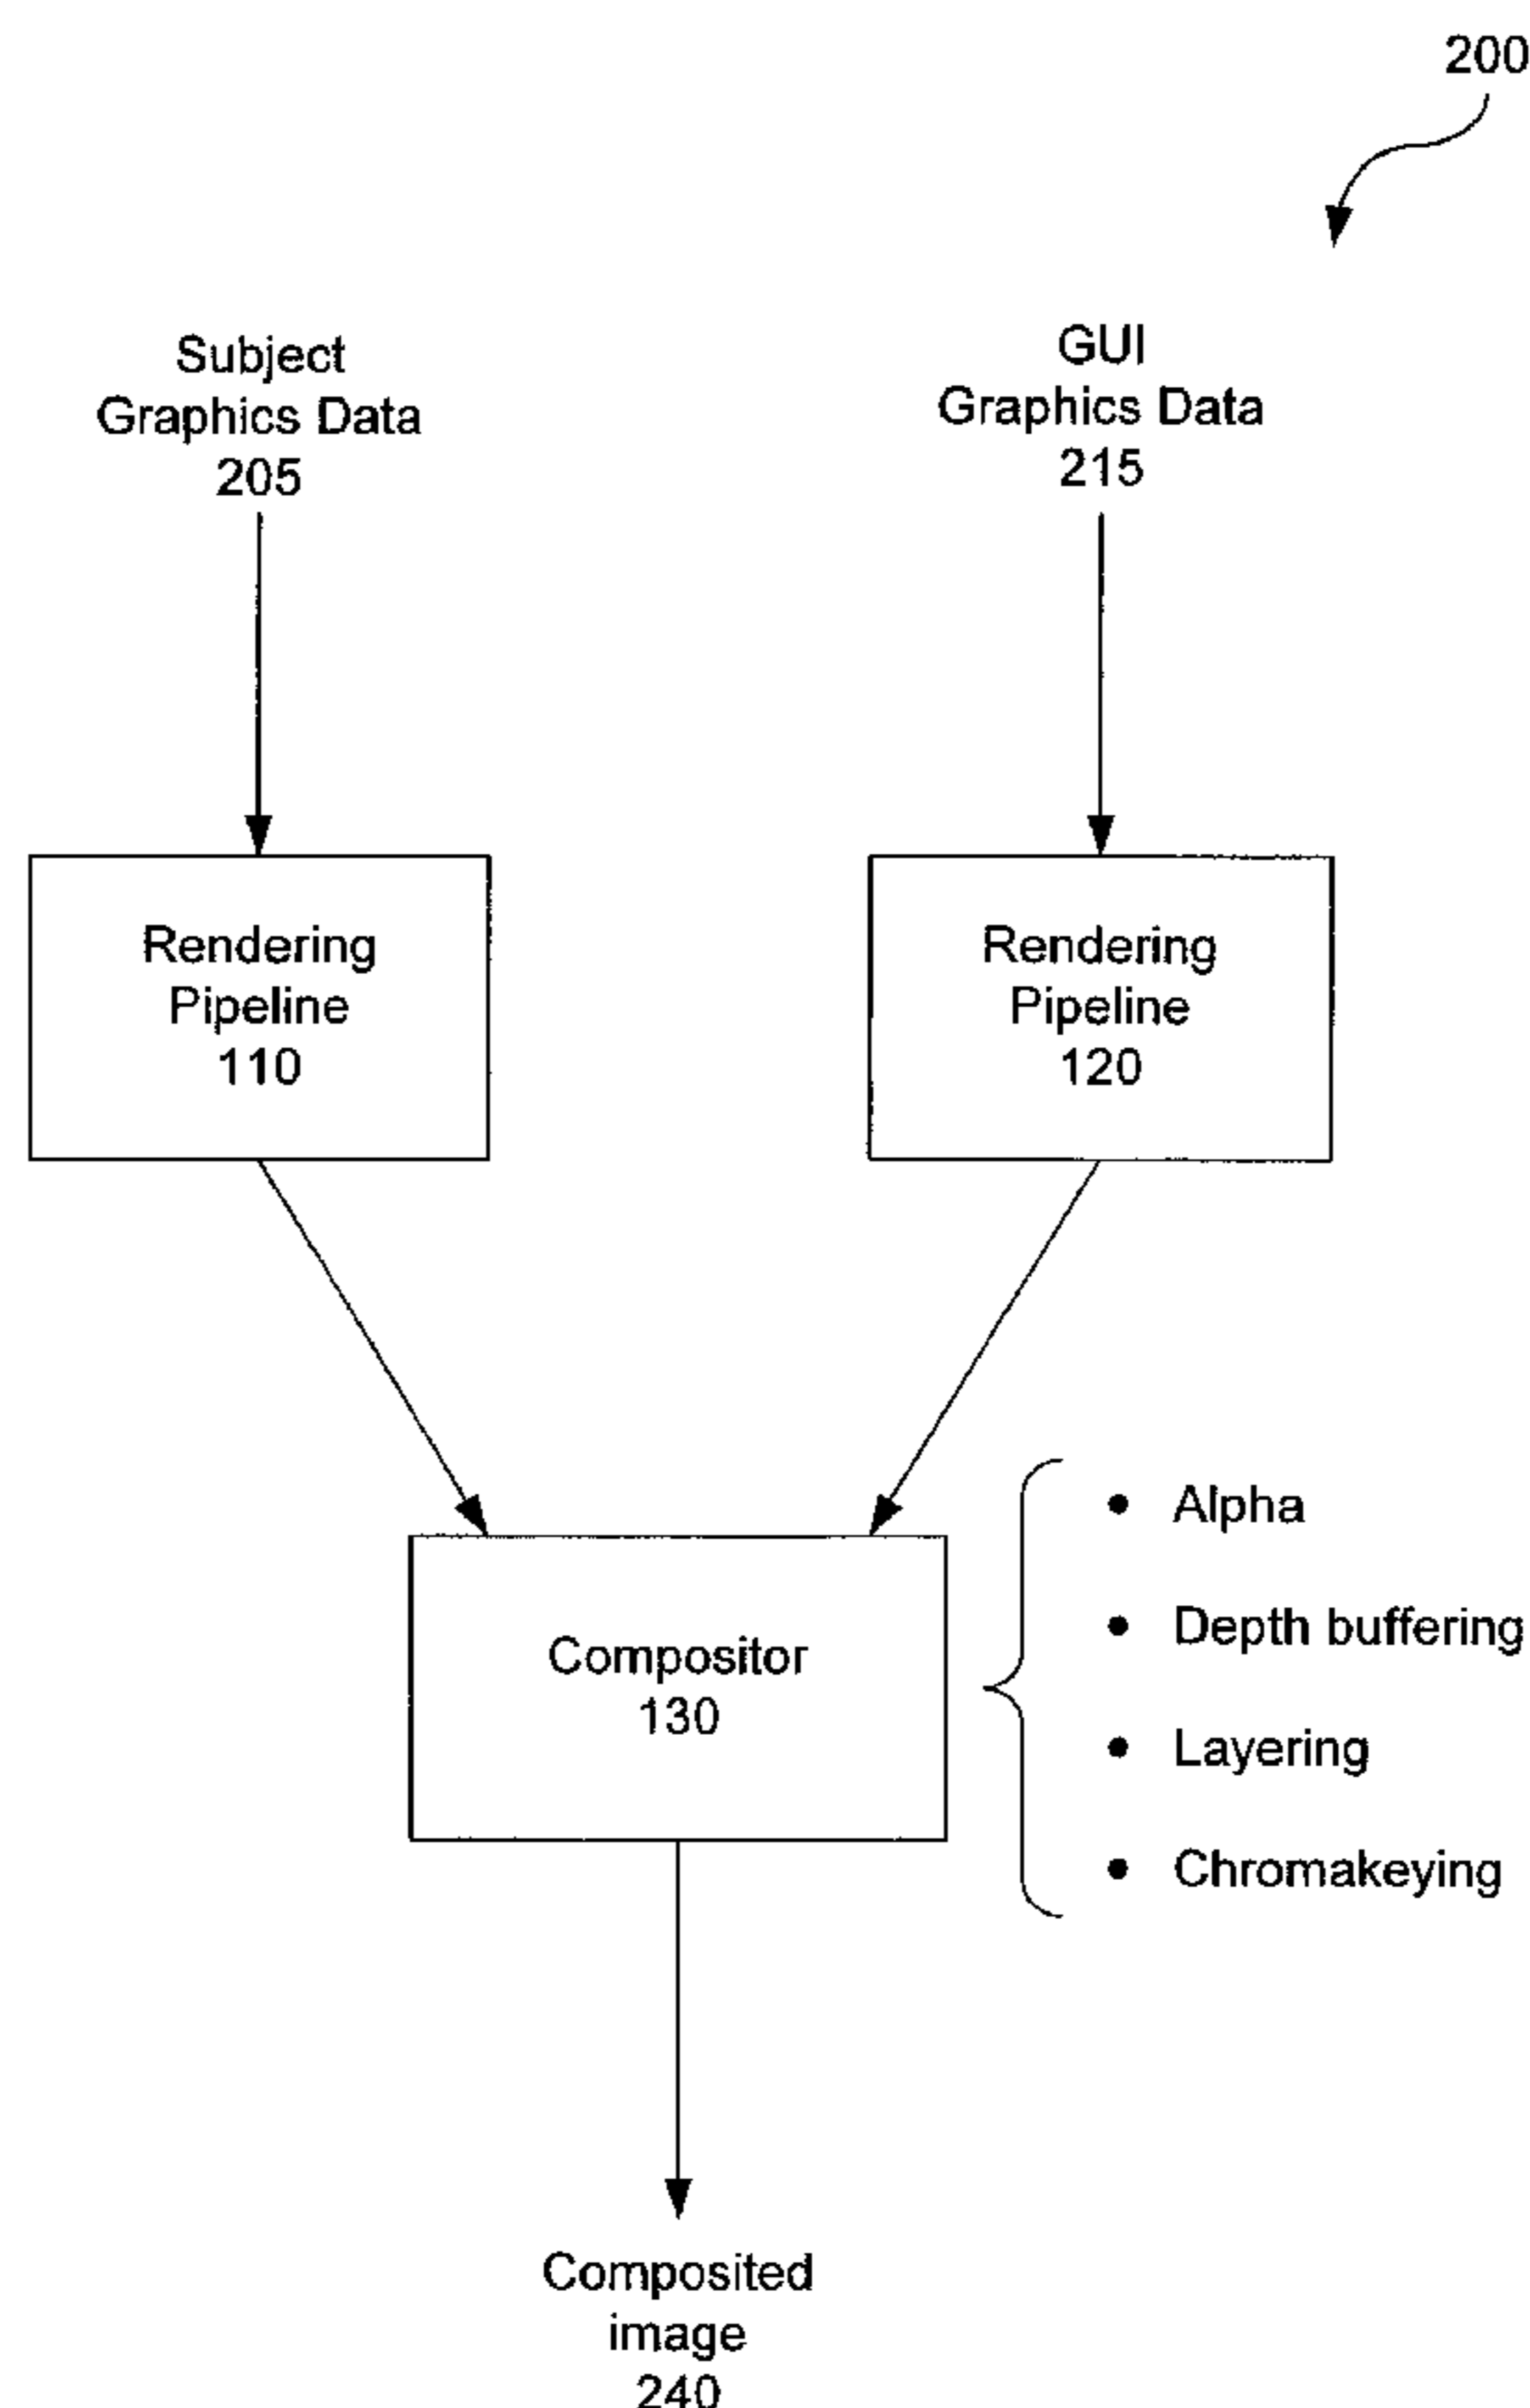 200
Subject
Graphics Data
205
GUI
Graphics Data
215
Rendering
Pipeline
110
Rendering
Pipeline
120
Compositor
130
• Alpha
• Depth buffering
• Layering
• Chromakeying
Composited
image
240